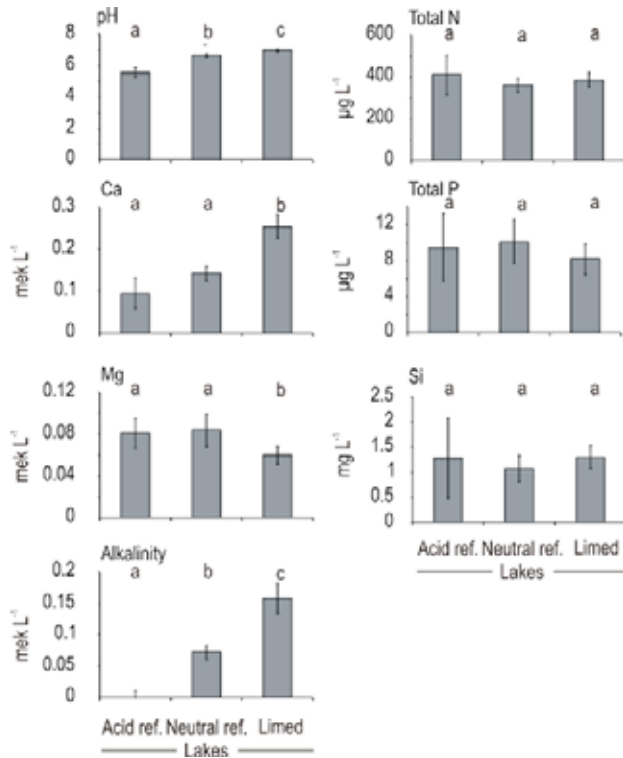 pH
a b c
8
6
4
2
0
Ca
a a b
mek L⁻¹
0.3
0.2
0.1
0
Mg
a a b
mek L⁻¹
0.12
0.08
0.04
0
Alkalinity
a b c
mek L⁻¹
0.2
0.15
0.1
0.05
0
Acid ref. Neutral ref. Limed
Lakes
Total N
a a a
µg L⁻¹
600
400
200
0
Total P
a a a
µg L⁻¹
12
8
4
0
Si
a a a
mg L⁻¹
2.5
2
1.5
1
0.5
0
Acid ref. Neutral ref. Limed
Lakes